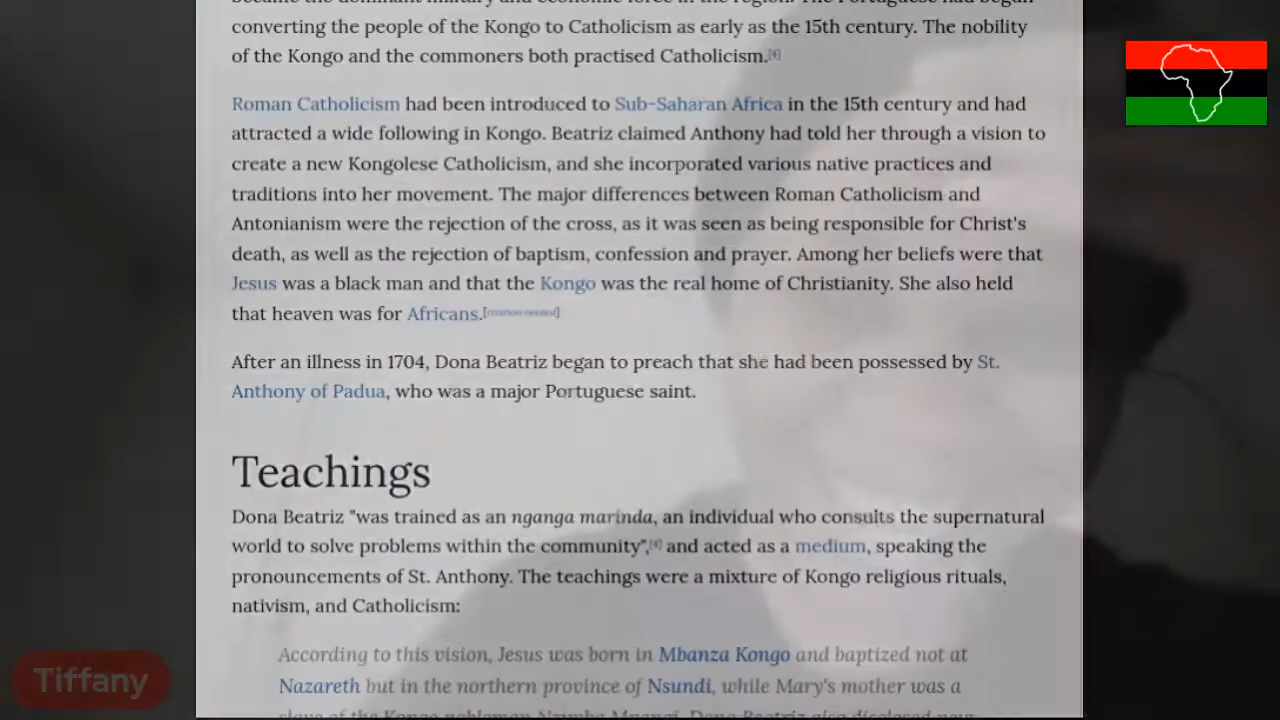 converting the people of the Kongo to Catholicism as early as the 15th century. The nobility
of the Kongo and the commoners both practised Catholicism.[4]
Roman Catholicism had been introduced to Sub-Saharan Africa in the 15th century and had
attracted a wide following in Kongo. Beatriz claimed Anthony had told her through a vision to
create a new Kongolese Catholicism, and she incorporated various native practices and
traditions into her movement. The major differences between Roman Catholicism and
Antonianism were the rejection of the cross, as it was seen as being responsible for Christ's
death, as well as the rejection of baptism, confession and prayer. Among her beliefs were that
Jesus was a black man and that the Kongo was the real home of Christianity. She also held
that heaven was for Africans.[citation needed]
After an illness in 1704, Dona Beatriz began to preach that she had been possessed by St.
Anthony of Padua, who was a major Portuguese saint.
Teachings
Dona Beatriz "was trained as an nganga marinda, an individual who consults the supernatural
world to solve problems within the community",[4] and acted as a medium, speaking the
pronouncements of St. Anthony. The teachings were a mixture of Kongo religious rituals,
nativism, and Catholicism:
According to this vision, Jesus was born in Mbanza Kongo and baptized not at
Nazareth but in the northern province of Nsundi, while Mary's mother was a
Tiffany